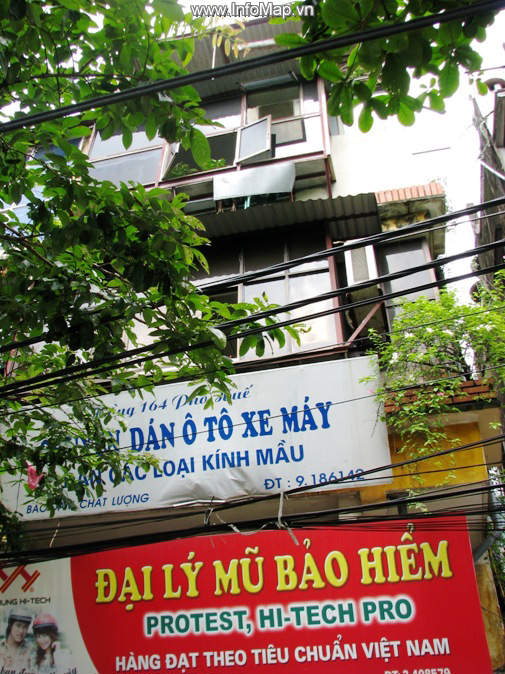 www.InfoMap.vn
164 Phố Huế
DÁN Ô TÔ XE MÁY
CÁC LOẠI KÍNH MẦU
CHẤT LƯỢNG ĐT : 9.186142
HI-TECH
ĐẠI LÝ MŨ BẢO HIỂM
PROTEST, HI-TECH PRO
HÀNG ĐẠT THEO TIÊU CHUẨN VIỆT NAM